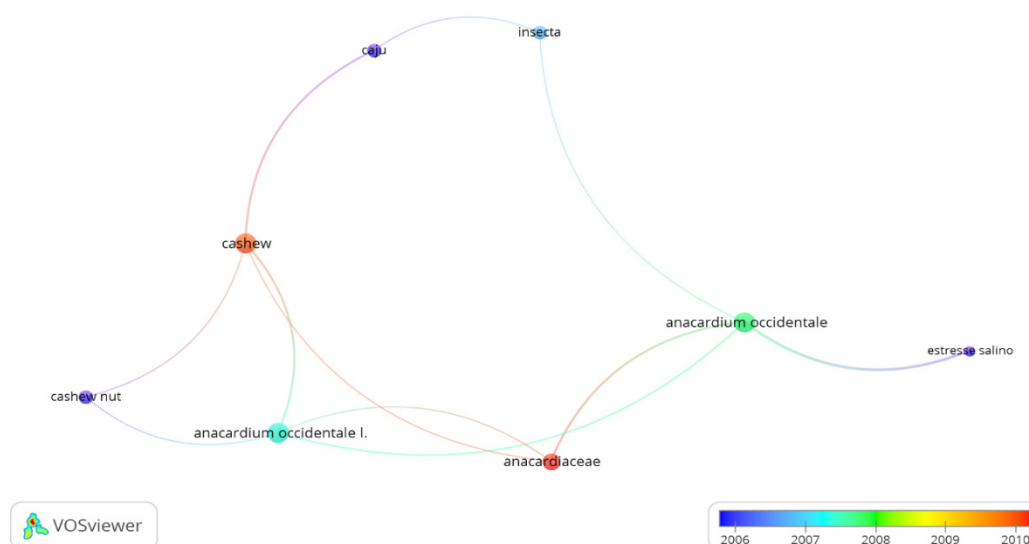 insecta
caju
cashew
anacardium occidentale
estresse salino
cashew nut
anacardium occidentale l.
anacardiaceae
VOSviewer
2006 2007 2008 2009 2010